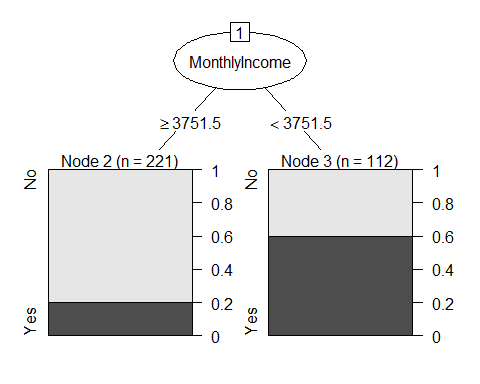 1
MonthlyIncome
≥ 3751.5
< 3751.5
Node 2 (n = 221)
No
Yes
1
0.8
0.6
0.4
0.2
0
Node 3 (n = 112)
No
Yes
1
0.8
0.6
0.4
0.2
0